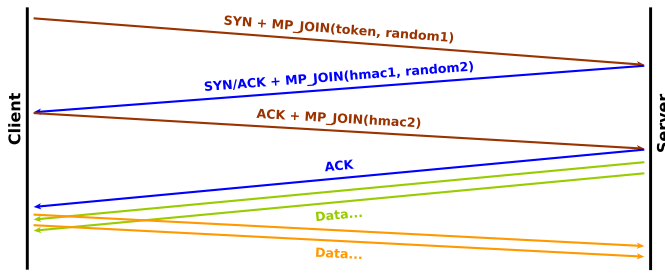 SYN + MP_JOIN(token, random1)
SYN/ACK + MP_JOIN(hmac1, random2)
Client
ACK + MP_JOIN(hmac2)
Server
ACK
Data...
Data...